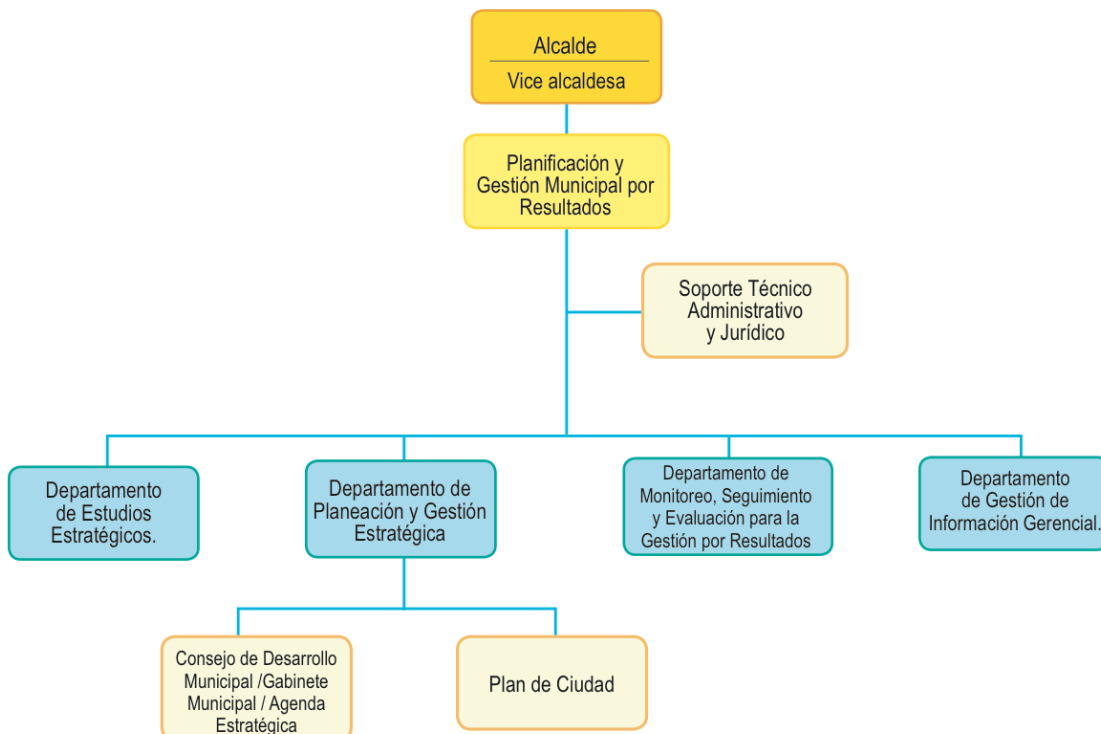 Alcalde
Vice alcaldesa
Planificación y
Gestión Municipal por
Resultados
Soporte Técnico
Administrativo
y Jurídico
Departamento
de Estudios
Estratégicos.
Departamento de
Planeación y Gestión
Estratégica
Departamento de
Monitoreo, Seguimiento
y Evaluación para la
Gestión por Resultados
Departamento
de Gestión de
Información Gerencial.
Consejo de Desarrollo
Municipal /Gabinete
Municipal / Agenda
Estratégica
Plan de Ciudad